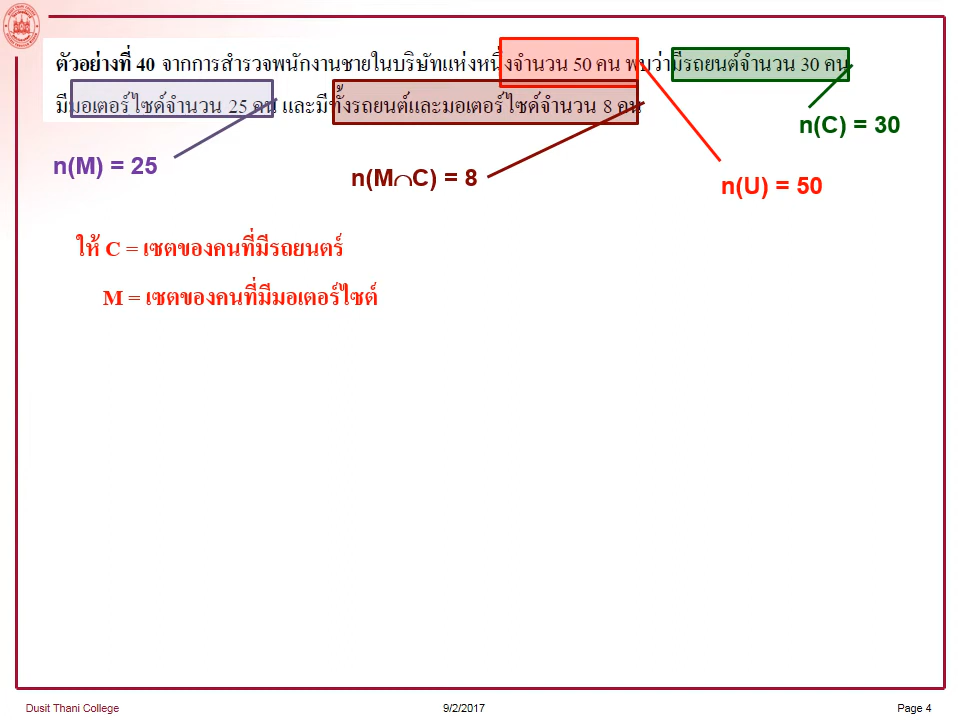 ตัวอย่างที่ 40 จากการสำรวจพนักงานชายในบริษัทแห่งหนึ่งจำนวน 50 คน พบว่ามีรถยนต์จำนวน 30 คน
มีมอเตอร์ไซด์จำนวน 25 คน และมีทั้งรถยนต์และมอเตอร์ไซด์จำนวน 8 คน
n(C) = 30
n(M) = 25
n(M∩C) = 8
n(U) = 50
ให้ C = เซตของคนที่มีรถยนตร์
M = เซตของคนที่มีมอเตอร์ไซต์
Dusit Thani College
9/2/2017
Page 4